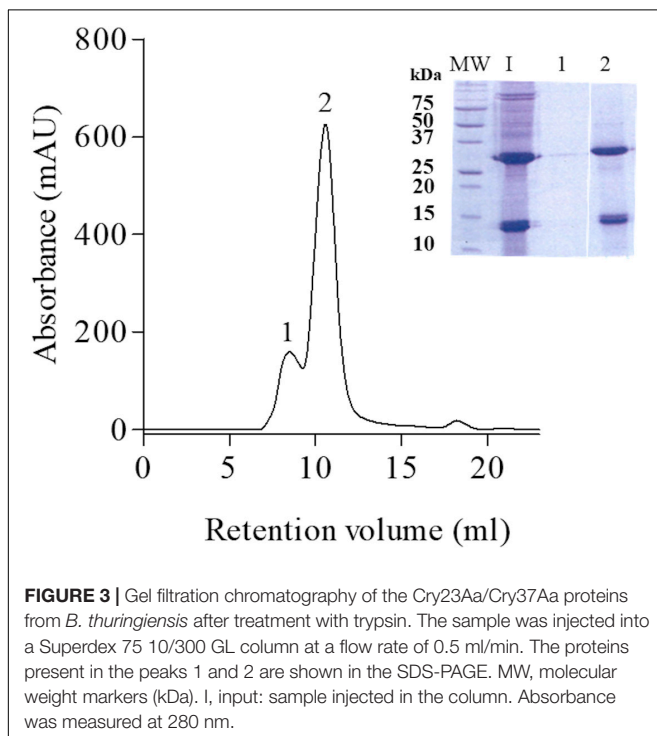 800
600
400
200
0
Absorbance (mAU)
1
2
0 5 10 15 20
Retention volume (ml)
kDa MW I 1 2
75
50
37
25
20
15
10
FIGURE 3 | Gel filtration chromatography of the Cry23Aa/Cry37Aa proteins
from B. thuringiensis after treatment with trypsin. The sample was injected into
a Superdex 75 10/300 GL column at a flow rate of 0.5 ml/min. The proteins
present in the peaks 1 and 2 are shown in the SDS-PAGE. MW, molecular
weight markers (kDa). I, input: sample injected in the column. Absorbance
was measured at 280 nm.